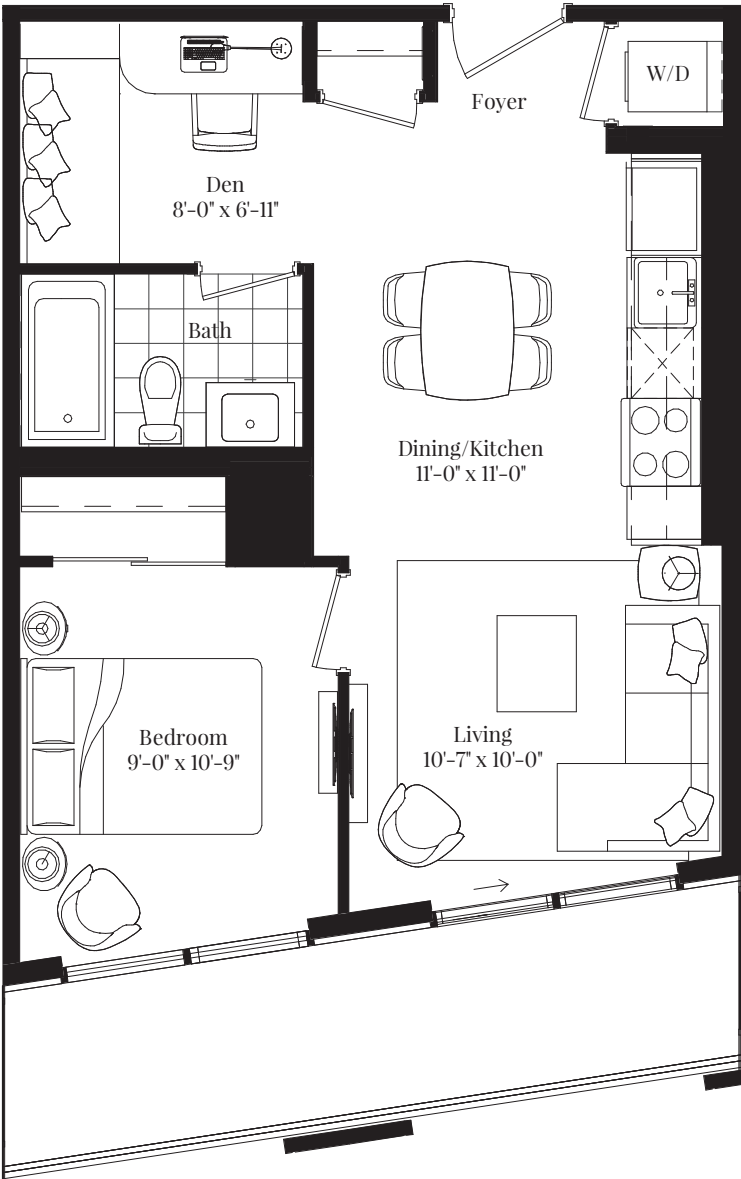 W/D
Foyer
Den
8'-0" x 6'-11"
Bath
Dining/Kitchen
11'-0" x 11'-0"
Living
10'-7" x 10'-0"
Bedroom
9'-0" x 10'-9"